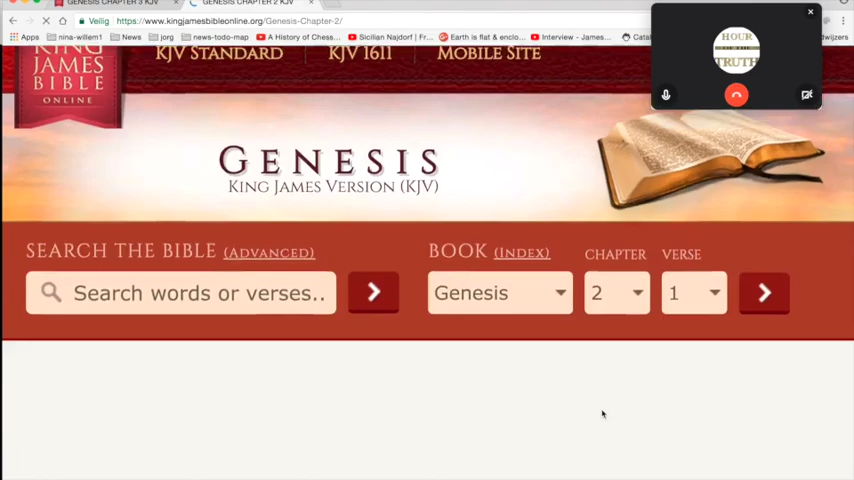 GENESIS CHAPTER 3 KJV
GENESIS CHAPTER 2 KJV
Veilig
https://www.kingjamesbibleonline.org/Genesis-Chapter-2/
Apps
nina-willem1
News
jorg
news-todo-map
A History of Chess...
Sicilian Najdorf | Fr...
Earth is flat & enclo...
Interview - James...
Catal
dwijzers
HOUR
TRUTH
KING
JAMES
BIBLE
ONLINE
KJV STANDARD
KJV 1611
MOBILE SITE
GENESIS
KING JAMES VERSION (KJV)
SEARCH THE BIBLE (ADVANCED)
Search words or verses..
BOOK (INDEX)
CHAPTER
VERSE
Genesis
2
1